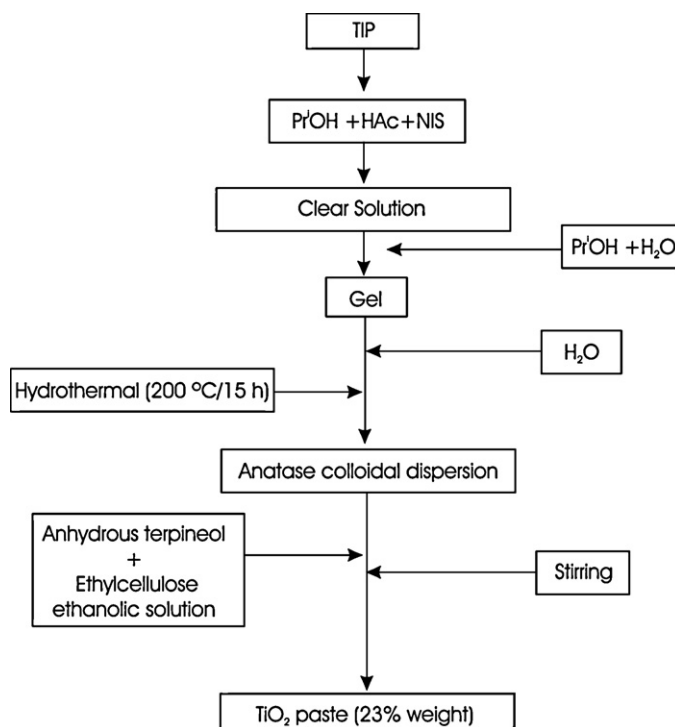 TIP
PrⁱOH +HAc+NIS
Clear Solution
PrⁱOH +H₂O
Gel
H₂O
Hydrothermal (200 ºC/15 h)
Anatase colloidal dispersion
Anhydrous terpineol
+
Ethylcellulose
ethanolic solution
Stirring
TiO₂ paste (23% weight)